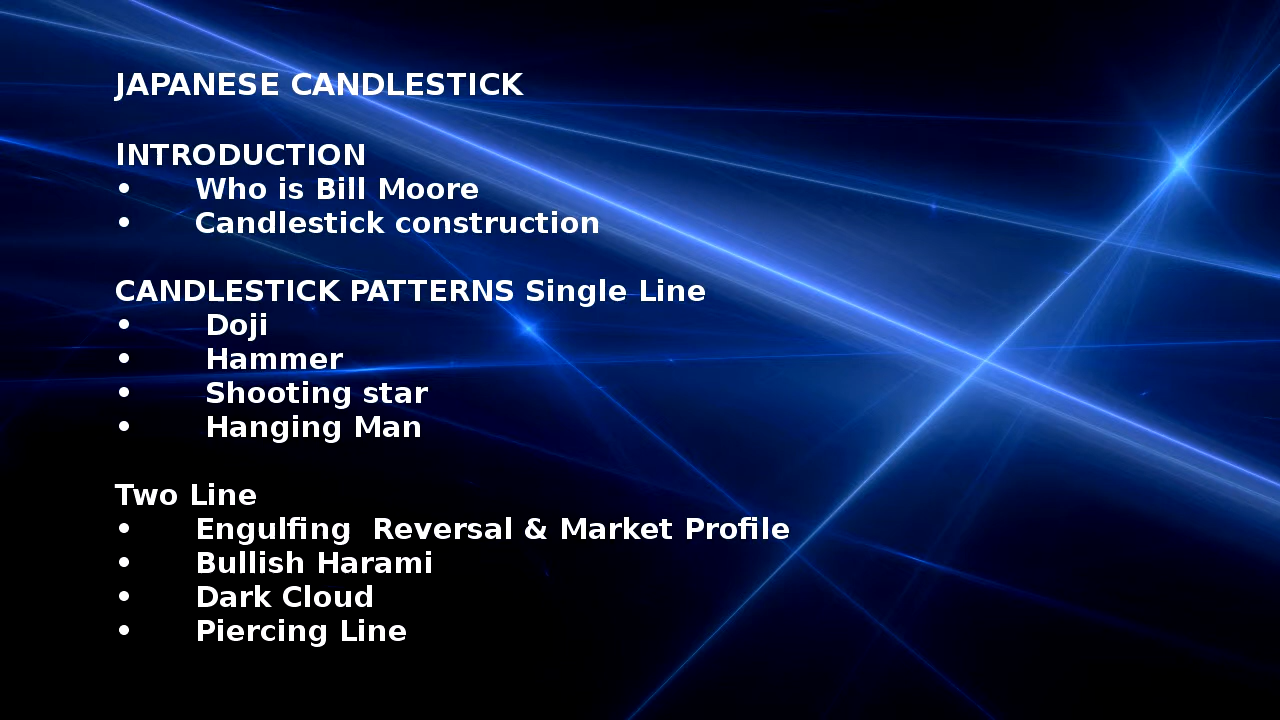 JAPANESE CANDLESTICK
INTRODUCTION
• Who is Bill Moore
• Candlestick construction
CANDLESTICK PATTERNS Single Line
• Doji
• Hammer
• Shooting star
• Hanging Man
Two Line
• Engulfing  Reversal & Market Profile
• Bullish Harami
• Dark Cloud
• Piercing Line